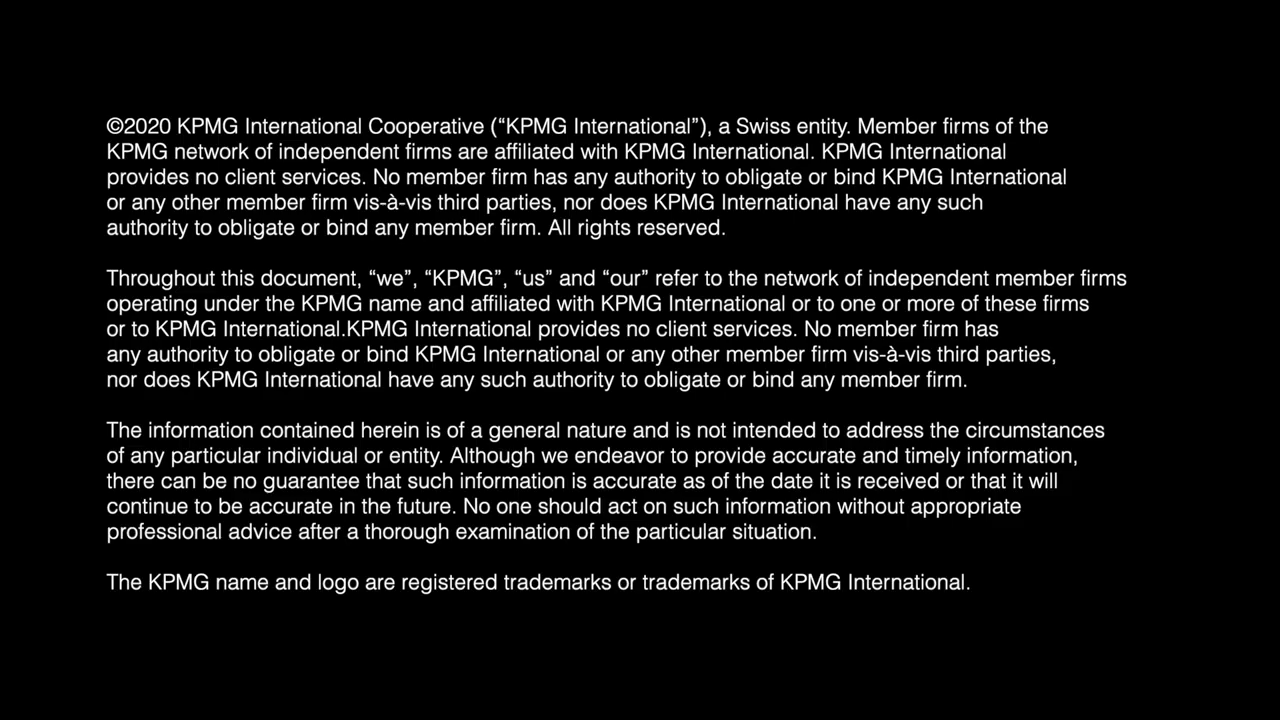 ©2020 KPMG International Cooperative (“KPMG International”), a Swiss entity. Member firms of the
KPMG network of independent firms are affiliated with KPMG International. KPMG International
provides no client services. No member firm has any authority to obligate or bind KPMG International
or any other member firm vis-à-vis third parties, nor does KPMG International have any such
authority to obligate or bind any member firm. All rights reserved.
Throughout this document, “we”, “KPMG”, “us” and “our” refer to the network of independent member firms
operating under the KPMG name and affiliated with KPMG International or to one or more of these firms
or to KPMG International.KPMG International provides no client services. No member firm has
any authority to obligate or bind KPMG International or any other member firm vis-à-vis third parties,
nor does KPMG International have any such authority to obligate or bind any member firm.
The information contained herein is of a general nature and is not intended to address the circumstances
of any particular individual or entity. Although we endeavor to provide accurate and timely information,
there can be no guarantee that such information is accurate as of the date it is received or that it will
continue to be accurate in the future. No one should act on such information without appropriate
professional advice after a thorough examination of the particular situation.
The KPMG name and logo are registered trademarks or trademarks of KPMG International.